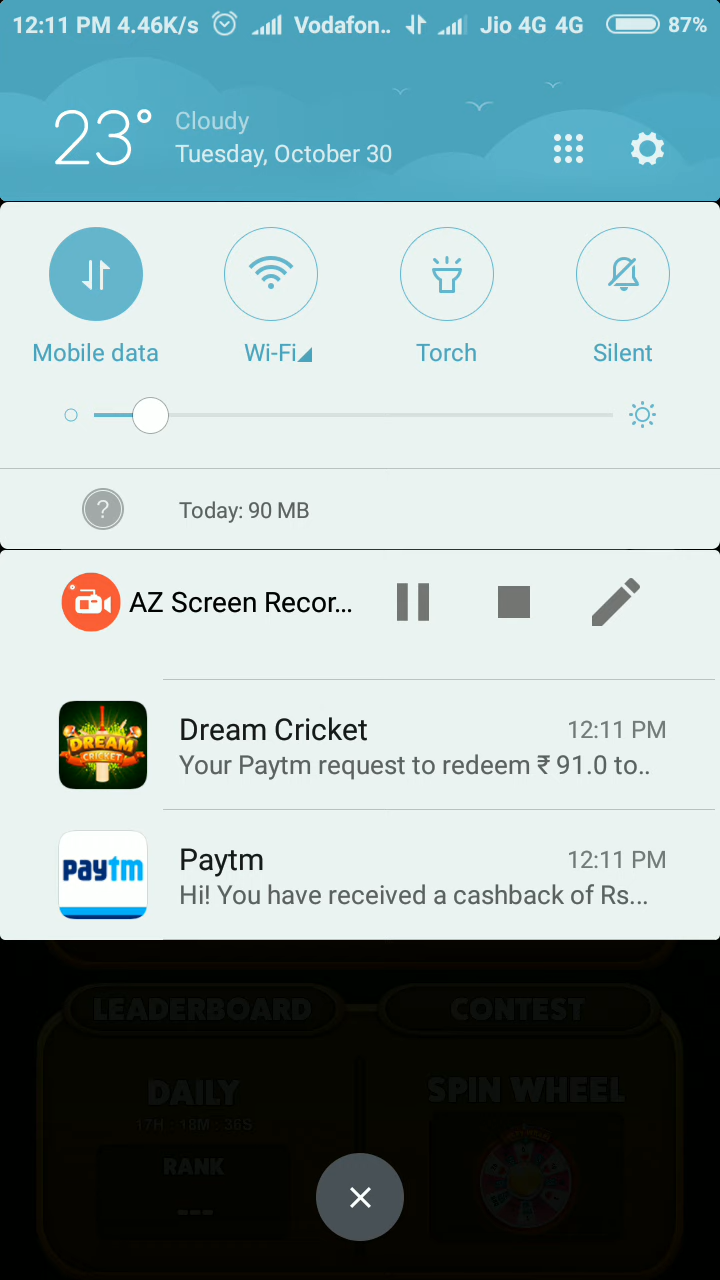 12:11 PM 4.46K/s Vodafon.. Jio 4G 4G 87%
23° Cloudy
Tuesday, October 30
Mobile data Wi-Fi Torch Silent
? Today: 90 MB
AZ Screen Recor...
Dream Cricket 12:11 PM
DREAM
CRICKET
Your Paytm request to redeem ₹ 91.0 to..
Paytm 12:11 PM
paytm
Hi! You have received a cashback of Rs...
LEADERBOARD CONTEST
DAILY SPIN WHEEL
17H : 18M : 36S
RANK
---